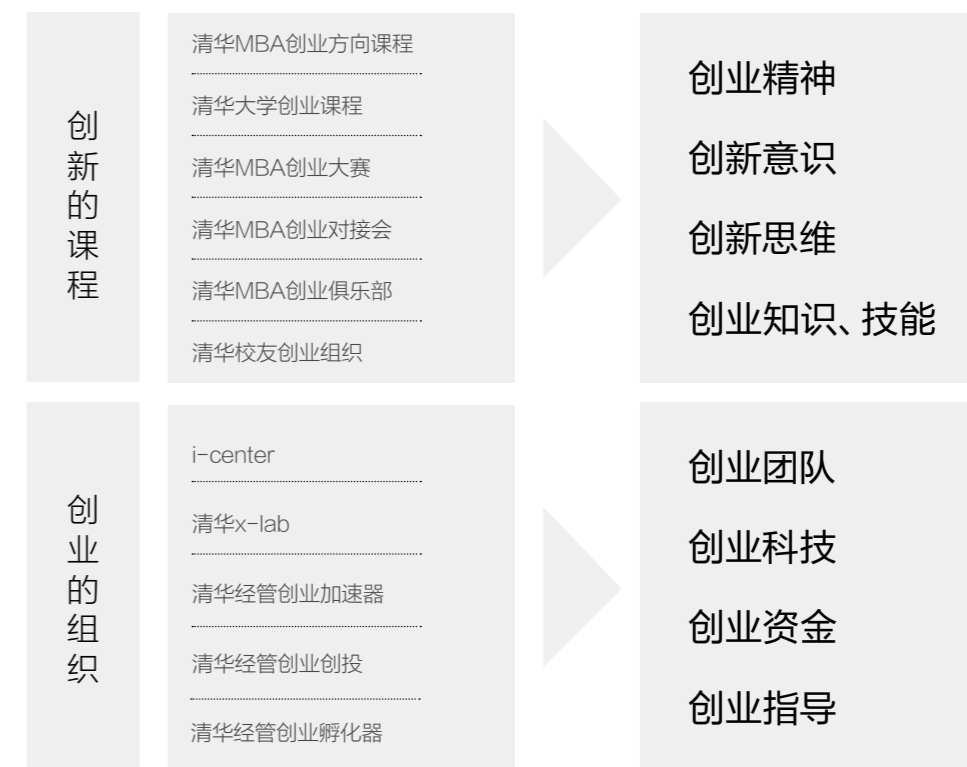 创新的课程
清华MBA创业方向课程
清华大学创业课程
清华MBA创业大赛
清华MBA创业对接会
清华MBA创业俱乐部
清华校友创业组织
创业精神
创新意识
创新思维
创业知识、技能
创业的组织
i-center
清华x-lab
清华经管创业加速器
清华经管创业创投
清华经管创业孵化器
创业团队
创业科技
创业资金
创业指导